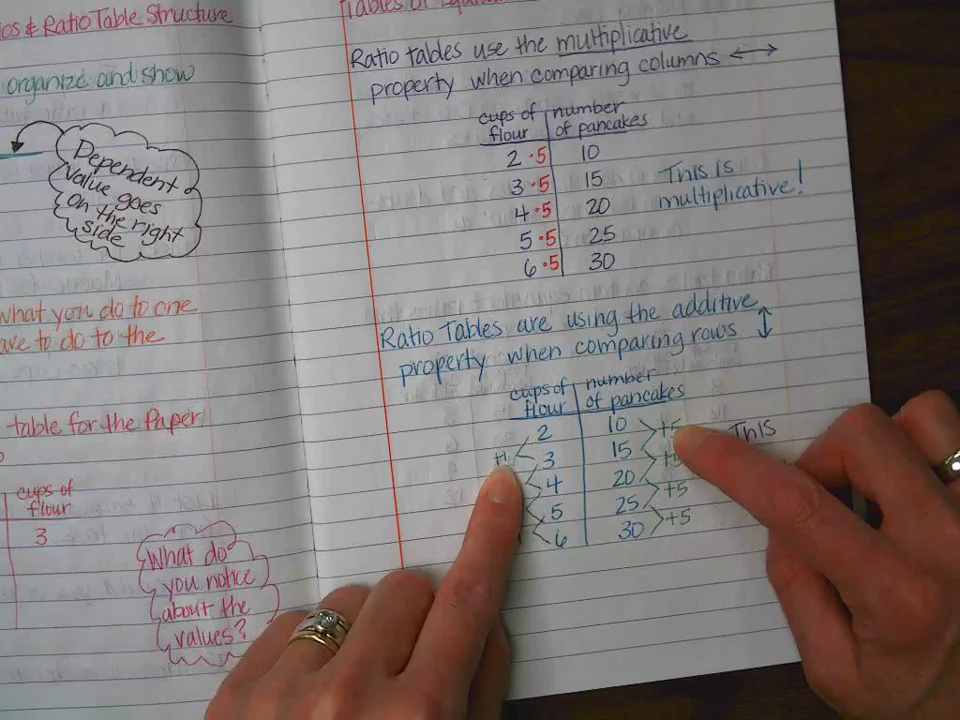 & Ratio Table Structure
organize and show
Dependent
value goes
on the right
side
what you do to one
to do to the
table for the Paper
cups of
flour
3
What do
you notice
about the
values?
Tables of
Ratio tables use the multiplicative
property when comparing columns ←→
cups of number
flour of pancakes
2 •5 10
3 •5 15
4 •5 20
5 •5 25
6 •5 30
This is
multiplicative!
Ratio Tables are using the additive
property when comparing rows ↕
cups of number
flour of pancakes
2 10 +5
+1 3 15 +5
4 20 +5
5 25 +5
6 30
This